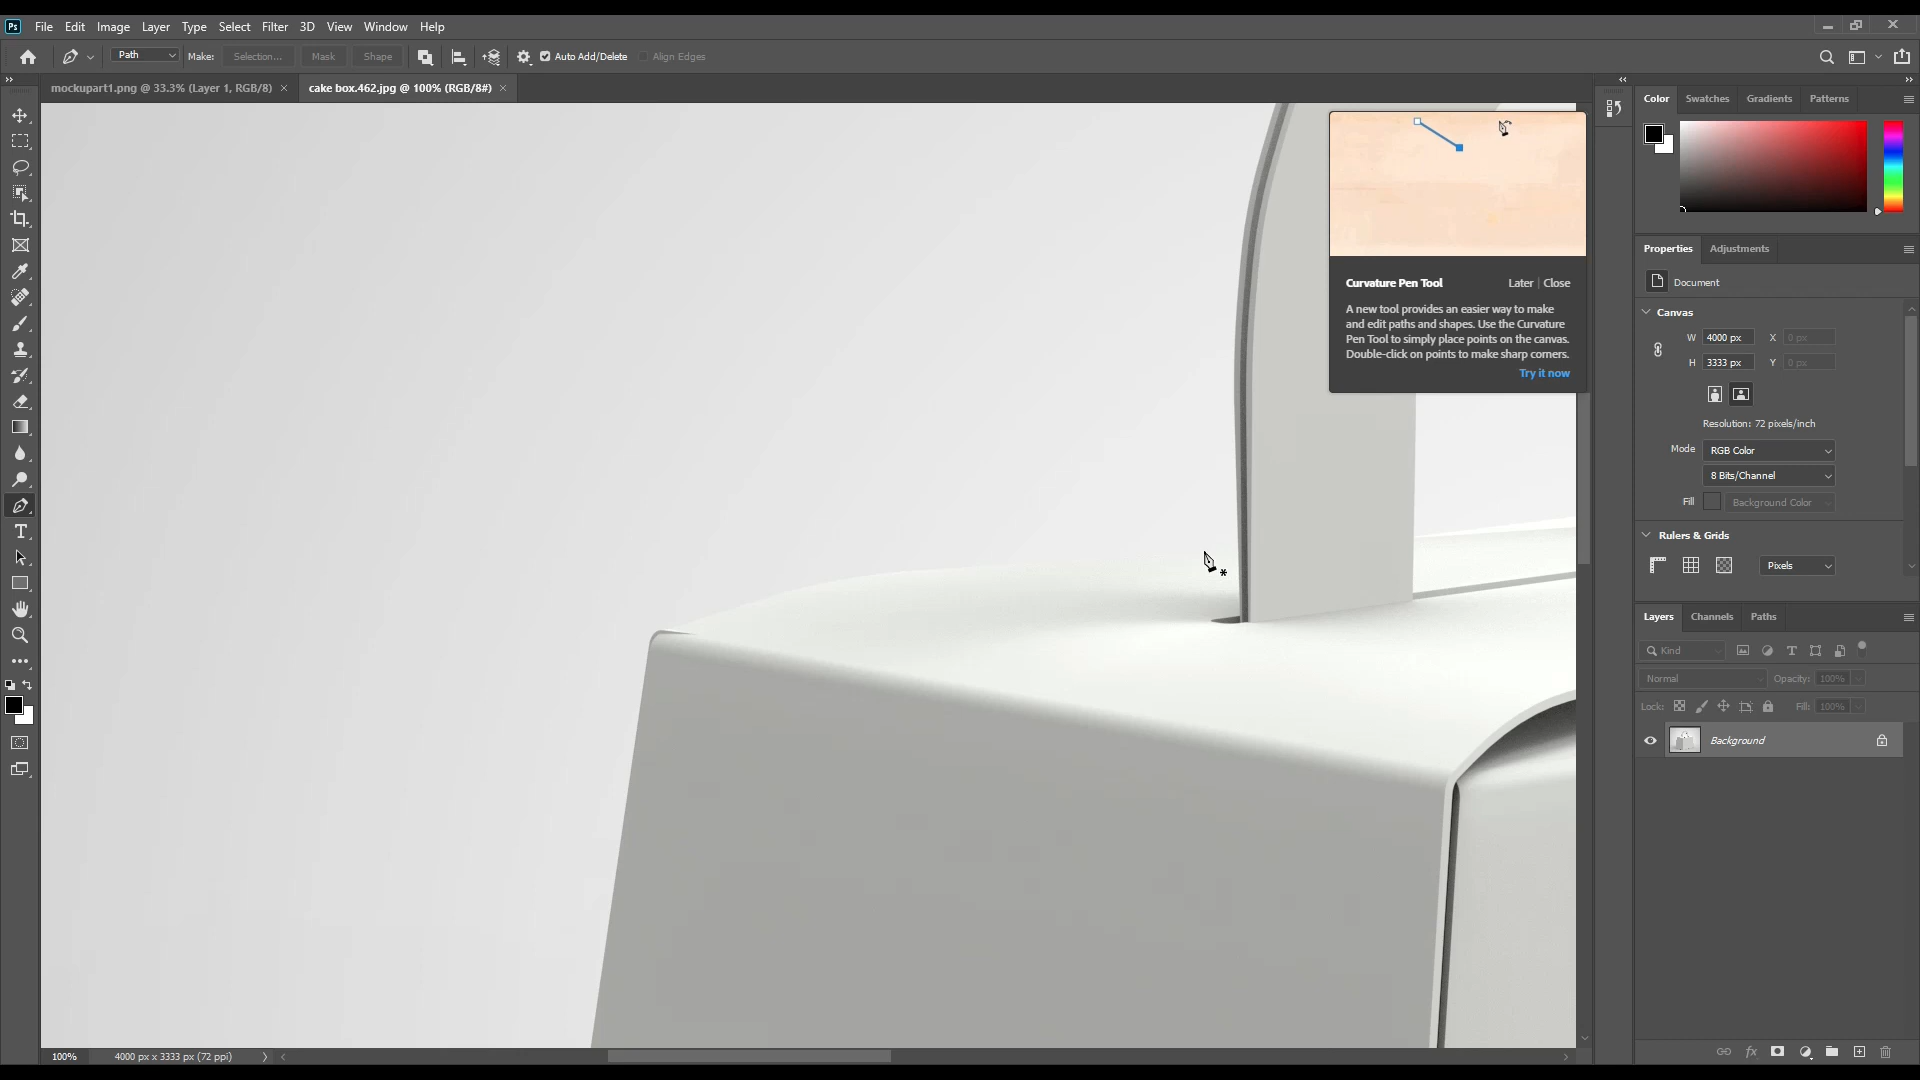 Ps File Edit Image Layer Type Select Filter 3D View Window Help
Path Make: Selection... Mask Shape Auto Add/Delete Align Edges
mockupart1.png @ 33.3% (Layer 1, RGB/8) × cake box.462.jpg @ 100% (RGB/8#) ×
Color Swatches Gradients Patterns
Curvature Pen Tool Later | Close
A new tool provides an easier way to make
and edit paths and shapes. Use the Curvature
Pen Tool to simply place points on the canvas.
Double-click on points to make sharp corners.
Try it now
Properties Adjustments
Document
Canvas
W 4000 px X 0 px
H 3333 px Y 0 px
Resolution: 72 pixels/inch
Mode RGB Color
8 Bits/Channel
Fill Background Color
Rulers & Grids
Pixels
Layers Channels Paths
Kind
Normal Opacity: 100%
Lock: Fill: 100%
Background
fx
100% 4000 px x 3333 px (72 ppi)